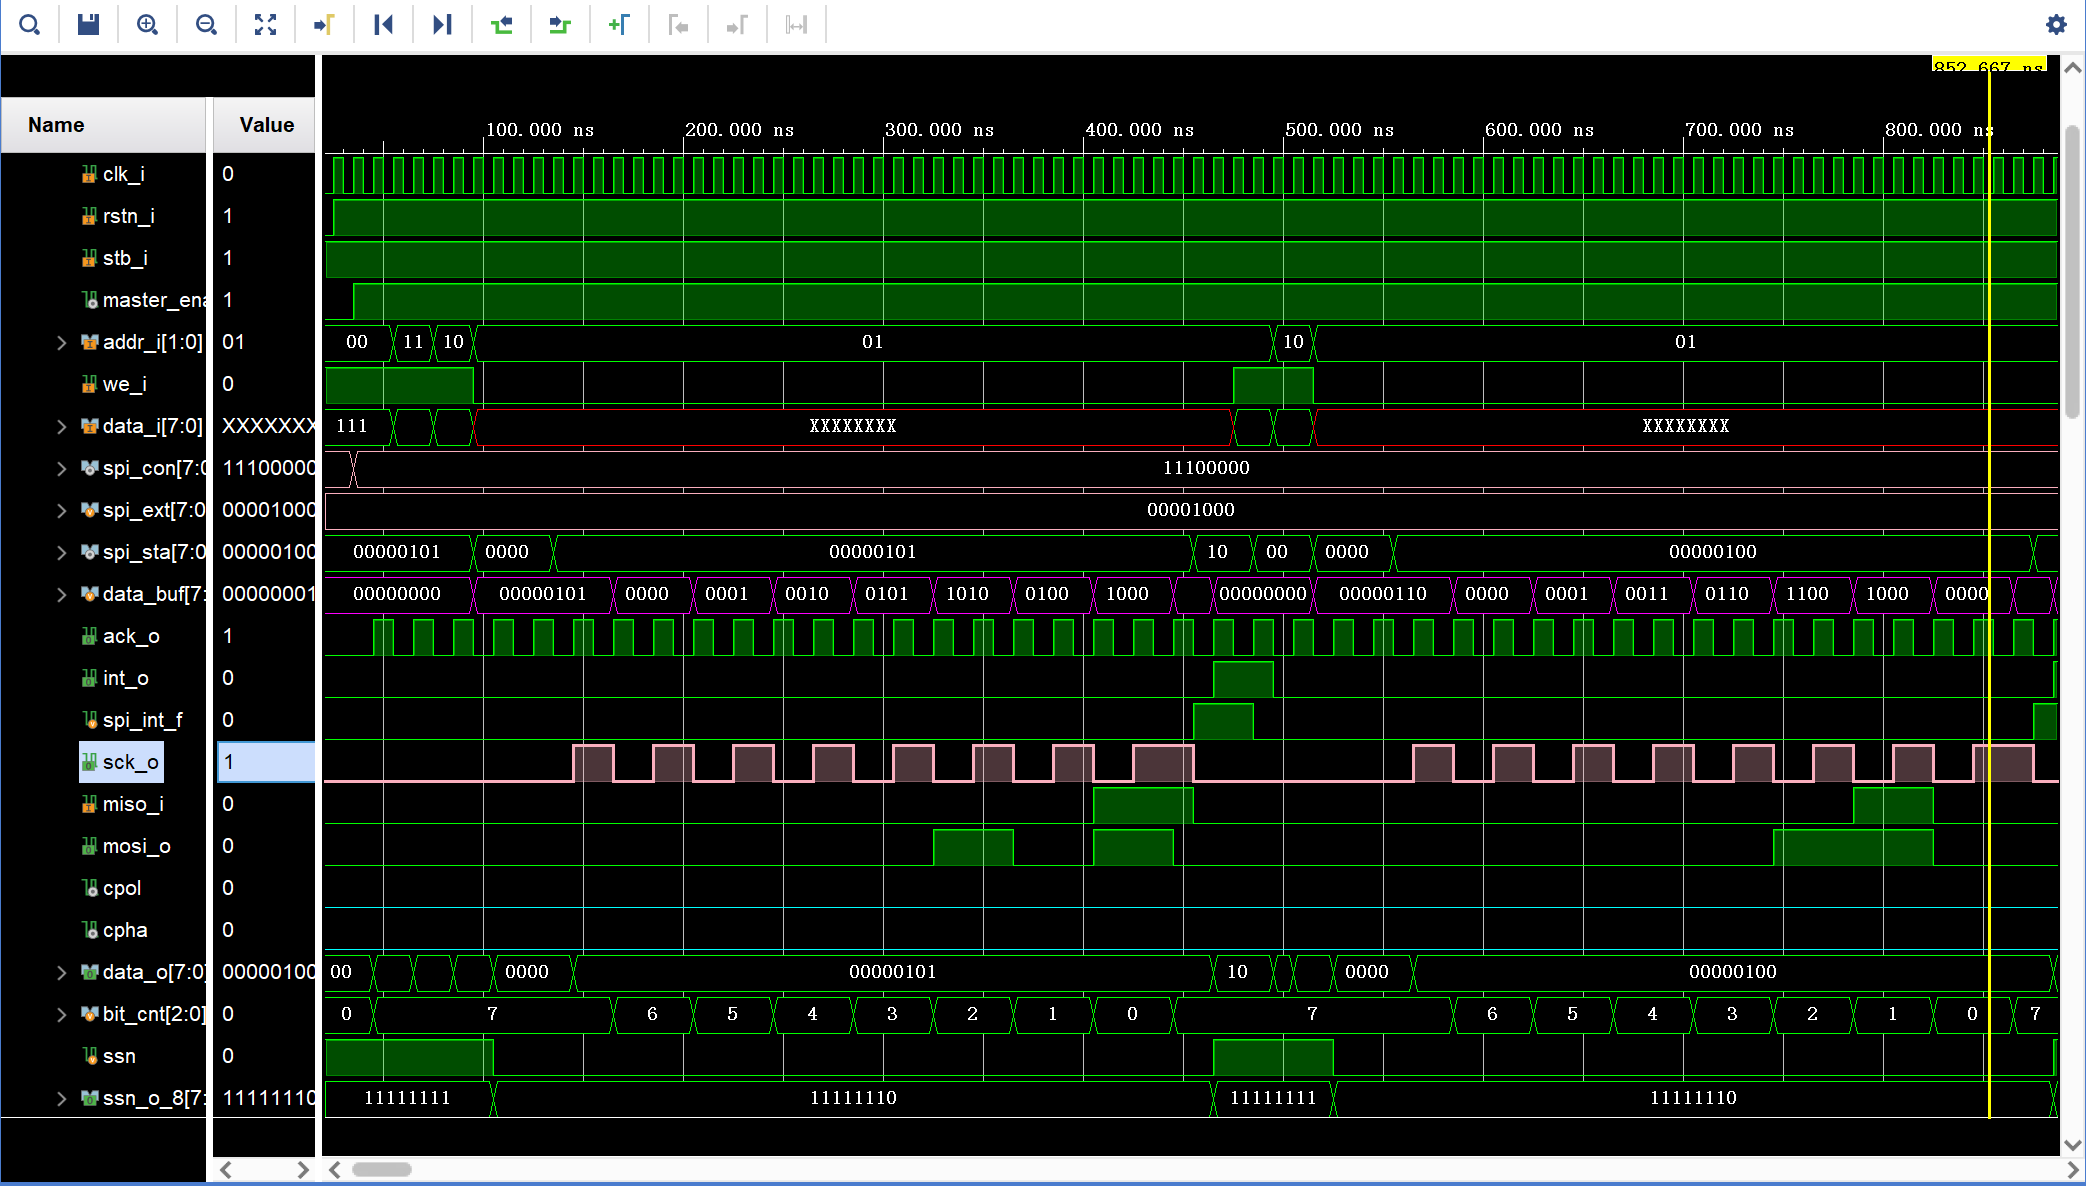 852.667 ns
Name Value
100.000 ns 200.000 ns 300.000 ns 400.000 ns 500.000 ns 600.000 ns 700.000 ns 800.000 ns
clk_i 0
rstn_i 1
stb_i 1
master_ena 1
addr_i[1:0] 01 00 11 10 01 10 01
we_i 0
data_i[7:0] XXXXXXX 111 XXXXXXXX XXXXXXXX
spi_con[7:0 11100000 11100000
spi_ext[7:0 00001000 00001000
spi_sta[7:0 00000100 00000101 0000 00000101 10 00 0000 00000100
data_buf[7: 00000001 00000000 00000101 0000 0001 0010 0101 1010 0100 1000 00000000 00000110 0000 0001 0011 0110 1100 1000 0000
ack_o 1
int_o 0
spi_int_f 0
sck_o 1
miso_i 0
mosi_o 0
cpol 0
cpha 0
data_o[7:0] 00000100 00 0000 00000101 10 0000 00000100
bit_cnt[2:0] 0 0 7 6 5 4 3 2 1 0 7 6 5 4 3 2 1 0 7
ssn 0
ssn_o_8[7: 11111110 11111111 11111110 11111111 11111110